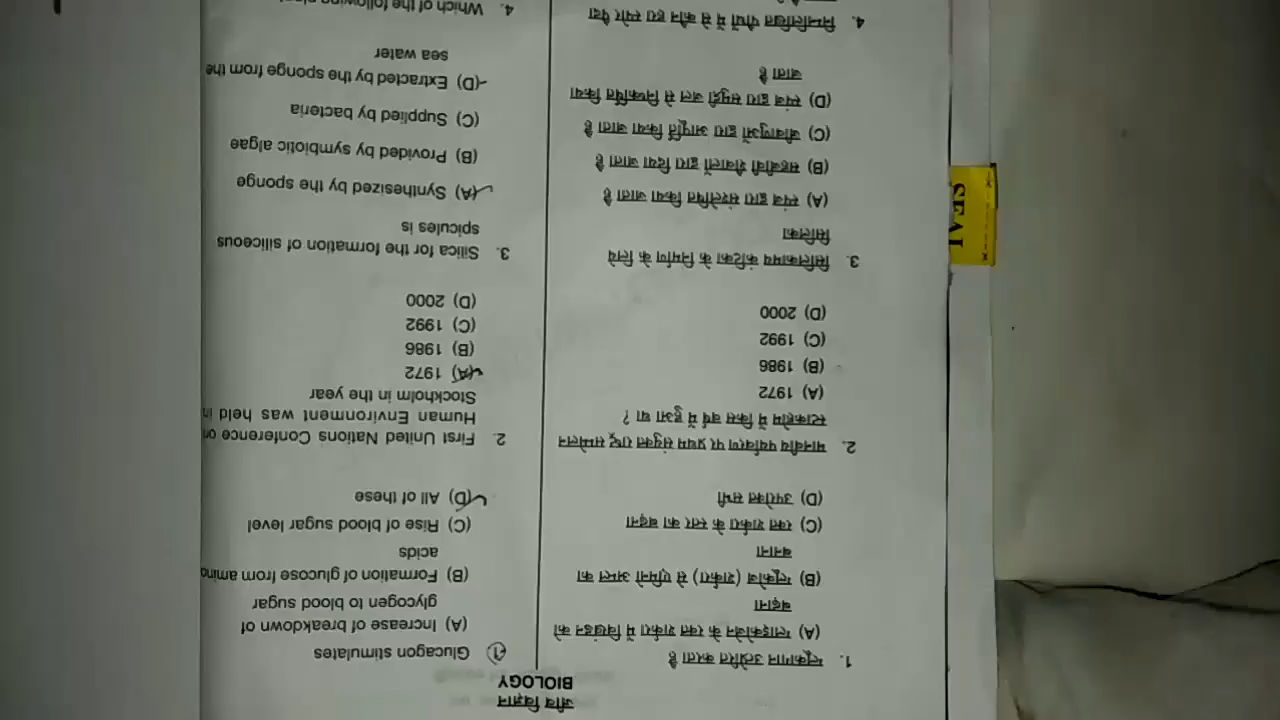 जीव विज्ञान
BIOLOGY
1. ग्लूकागान उत्प्रेरित करता है
(A) ग्लाइकोजेन के रक्त शर्करा में विखंडन को
बढ़ाना
(B) ग्लूकोज (शर्करा) से एमिनो अम्ल का
बनाना
(C) रक्त शर्करा के स्तर का बढ़ना
(D) उपरोक्त सभी
2. मानवीय पर्यावरण पर प्रथम संयुक्त राष्ट्र सम्मेलन
स्टाकहोम में किस वर्ष में हुआ था ?
(A) 1972
(B) 1986
(C) 1992
(D) 2000
3. सिलिकामय कंटिका के निर्माण के लिये
सिलिका
(A) स्पंज द्वारा संश्लेषित किया जाता है
(B) सहजीवी शैवालों द्वारा दिया जाता है
(C) जीवाणुओं द्वारा आपूर्ति किया जाता है
(D) स्पंज द्वारा समुद्री जल से निष्कर्षित किया
जाता है
4. निम्नलिखित पौधों में से कौन द्वारा स्पोर पैदा
1. Glucagon stimulates
(A) Increase of breakdown of
glycogen to blood sugar
(B) Formation of glucose from amino
acids
(C) Rise of blood sugar level
(D) All of these
2. First United Nations Conference on
Human Environment was held in
Stockholm in the year
(A) 1972
(B) 1986
(C) 1992
(D) 2000
3. Silica for the formation of siliceous
spicules is
(A) Synthesized by the sponge
(B) Provided by symbiotic algae
(C) Supplied by bacteria
(D) Extracted by the sponge from the
sea water
4. Which of the following
SEAL